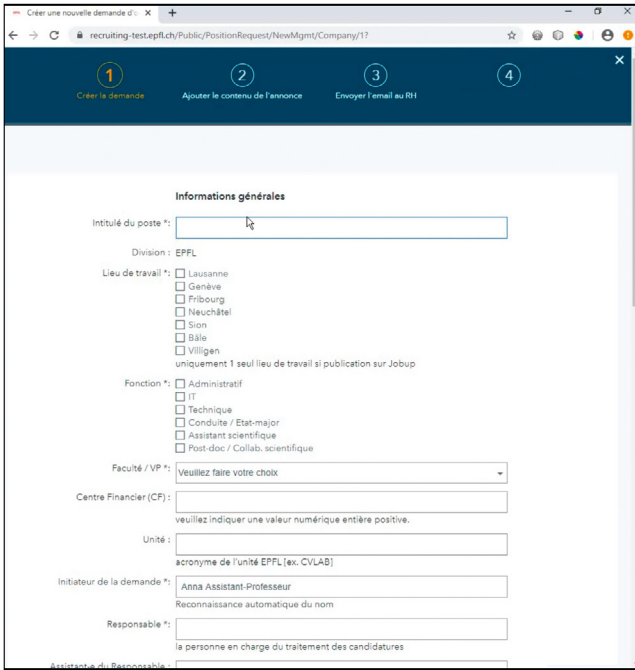 Créer une nouvelle demande d'
recruiting-test.epfl.ch/Public/PositionRequest/NewMgmt/Company/1?
1
2
3
4
Créer la demande
Ajouter le contenu de l'annonce
Envoyer l'email au RH
Informations générales
Intitulé du poste *:
Division : EPFL
Lieu de travail *: Lausanne
Genève
Fribourg
Neuchâtel
Sion
Bâle
Villigen
uniquement 1 seul lieu de travail si publication sur Jobup
Fonction *: Administratif
IT
Technique
Conduite / Etat-major
Assistant scientifique
Post-doc / Collab. scientifique
Faculté / VP *: Veuillez faire votre choix
Centre Financier (CF) :
veuillez indiquer une valeur numérique entière positive.
Unité :
acronyme de l'unité EPFL [ex. CVLAB]
Initiateur de la demande *: Anna Assistant-Professeur
Reconnaissance automatique du nom
Responsable *:
la personne en charge du traitement des candidatures
Assistant-e du Responsable :